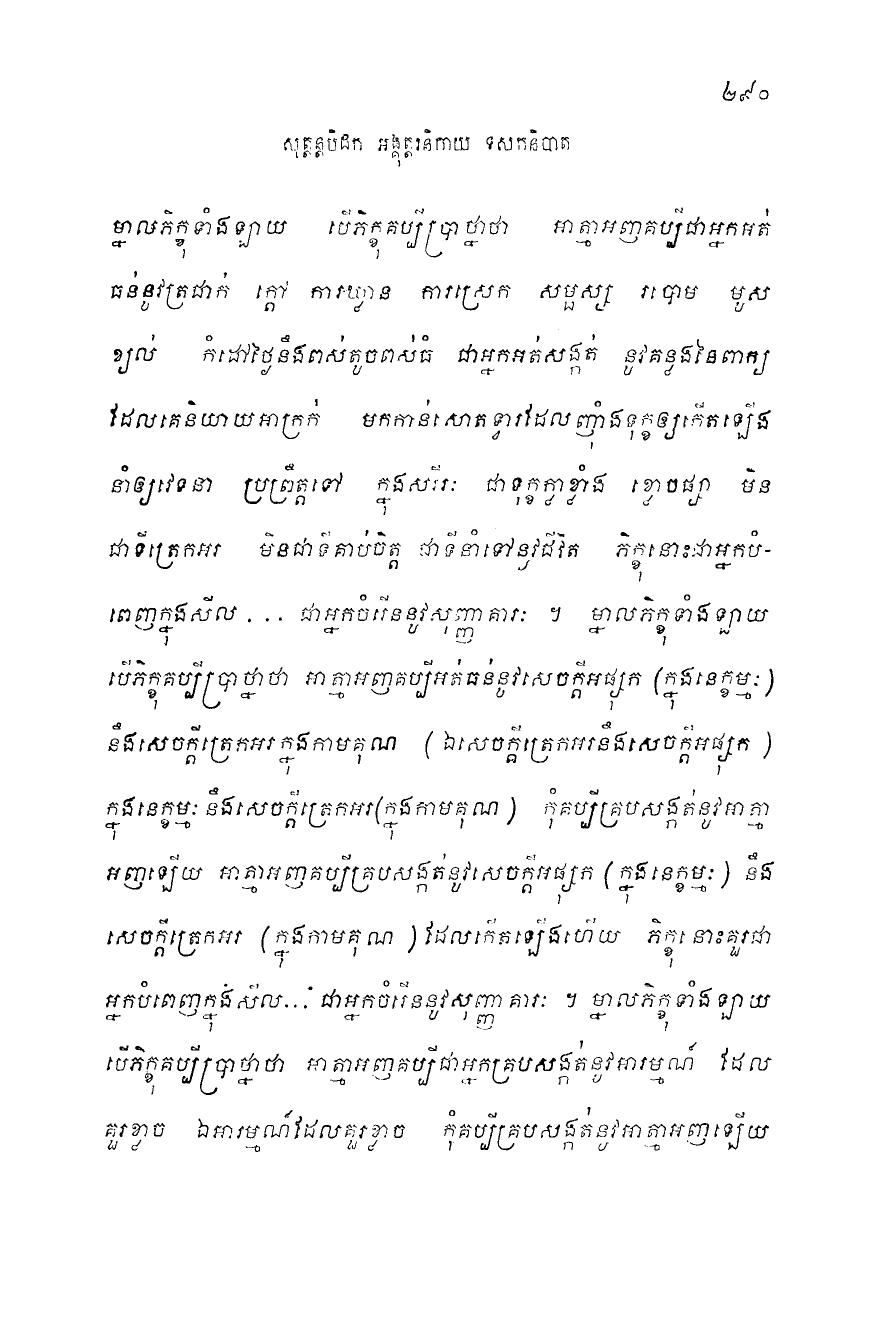 ២៩០
សុត្តន្តបិដក អង្គុត្តរនិកាយ ទសកនិបាត
ម្នាលភិក្ខុទាំងឡាយ បើភិក្ខុគប្បីប្រាថ្នាថា អាត្មាអញគប្បីជាអ្នកអត់
ធន់នូវត្រជាក់ ក្តៅ ការឃ្លាន ការស្រេក សម្ផស្ស របោម មូស
ខ្យល់ កំដៅថ្ងៃនឹងពស់តូចពស់ធំ ជាអ្នកអត់សង្កត់ នូវគន្លងនៃពាក្យ
ដែលគេនិយាយអាក្រក់ មកកាន់សោតទ្វារដែលញ៉ាំងទុក្ខឲ្យកើតឡើង
នាំឲ្យវេទនា ប្រព្រឹត្តទៅ ក្នុងសរីរៈ ជាទុក្ខក្លាខ្លាំង ខ្លោចផ្សា មិន
ជាទីត្រេកអរ មិនជាទីគាប់ចិត្ត ជាទីនាំទៅនូវជីវិត ភិក្ខុនោះជាអ្នកបំ-
ពេញក្នុងសីល ... ជាអ្នកចំរើននូវសុញ្ញាគារៈ ។ ម្នាលភិក្ខុទាំងឡាយ
បើភិក្ខុគប្បីប្រាថ្នាថា អាត្មាអញគប្បីអត់ធន់នូវសេចក្តីអផ្សុក (ក្នុងនេក្ខម្មៈ)
នឹងសេចក្តីត្រេកអរក្នុងកាមគុណ (ឯសេចក្តីត្រេកអរនឹងសេចក្តីអផ្សុក)
ក្នុងនេក្ខម្មៈ នឹងសេចក្តីត្រេកអរ(ក្នុងកាមគុណ) កុំគប្បីគ្របសង្កត់នូវអាត្មា
អញឡើយ អាត្មាអញគប្បីគ្របសង្កត់នូវសេចក្តីអផ្សុក (ក្នុងនេក្ខម្មៈ) នឹង
សេចក្តីត្រេកអរ (ក្នុងកាមគុណ) ដែលកើតឡើងហើយ ភិក្ខុនោះគួរជា
អ្នកបំពេញក្នុងសីល... ជាអ្នកចំរើននូវសុញ្ញាគារៈ ។ ម្នាលភិក្ខុទាំងឡាយ
បើភិក្ខុគប្បីប្រាថ្នាថា អាត្មាអញគប្បីជាអ្នកគ្របសង្កត់នូវអារម្មណ៍ ដែល
គួរខ្លាច ឯអារម្មណ៍ដែលគួរខ្លាច កុំគប្បីគ្របសង្កត់នូវអាត្មាអញឡើយ